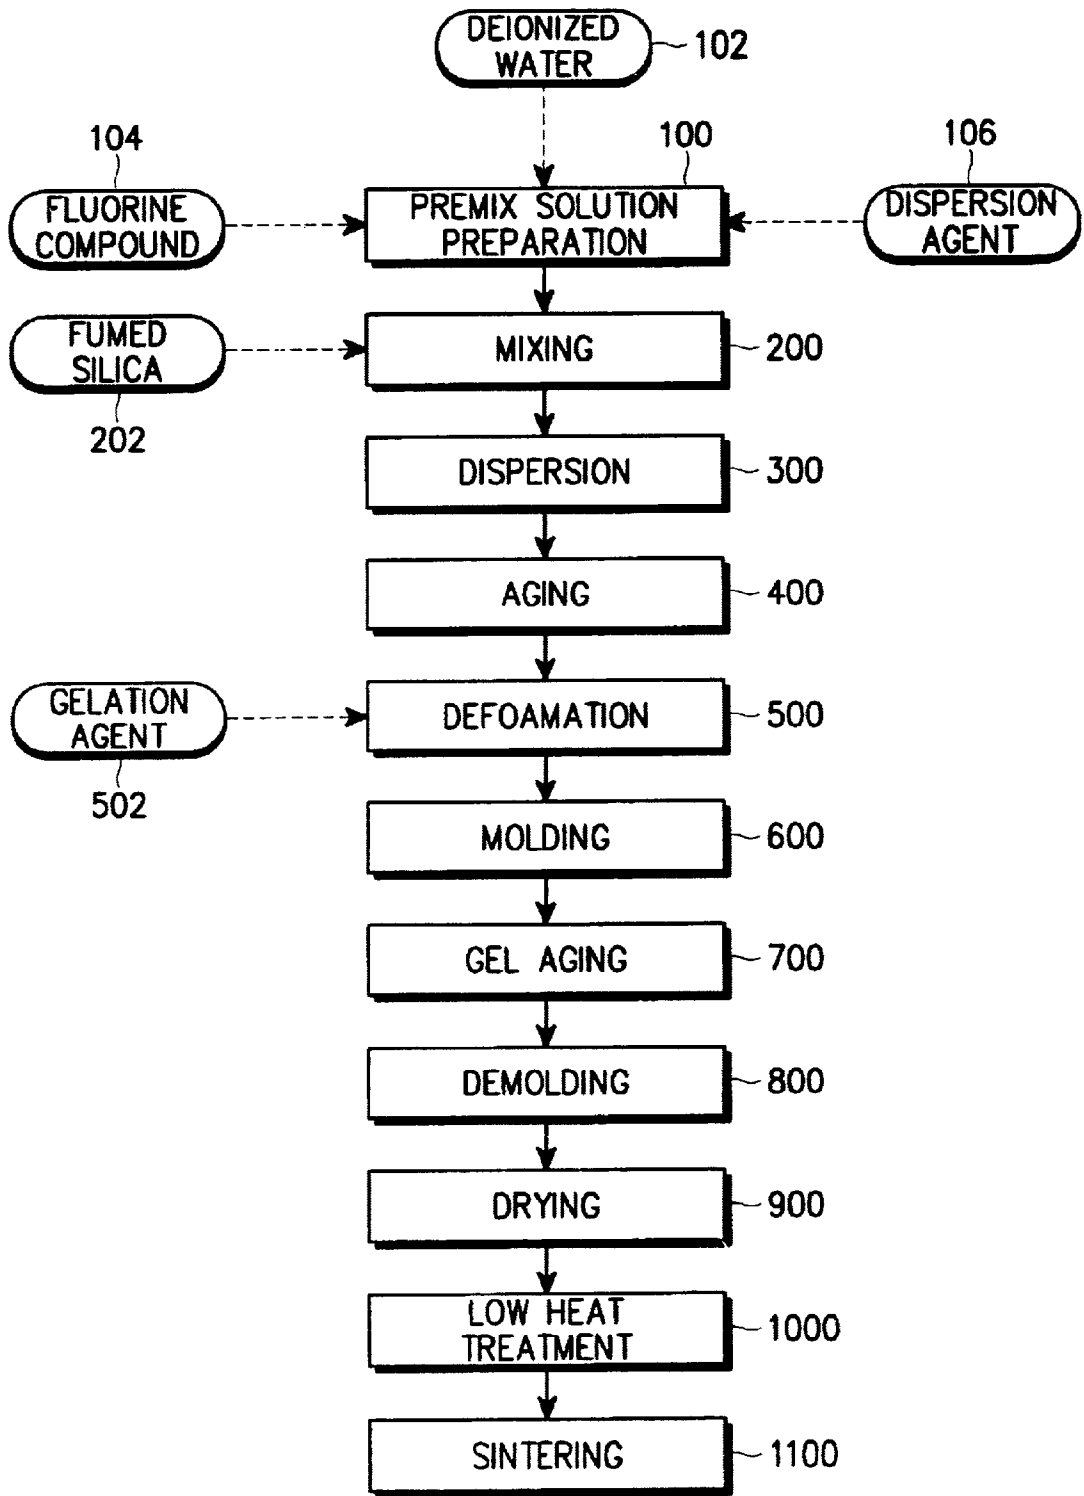 DEIONIZED
WATER
102
104
100
106
FLUORINE
COMPOUND
PREMIX SOLUTION
PREPARATION
DISPERSION
AGENT
FUMED
SILICA
202
MIXING
200
DISPERSION
300
AGING
400
GELATION
AGENT
502
DEFOAMATION
500
MOLDING
600
GEL AGING
700
DEMOLDING
800
DRYING
900
LOW HEAT
TREATMENT
1000
SINTERING
1100